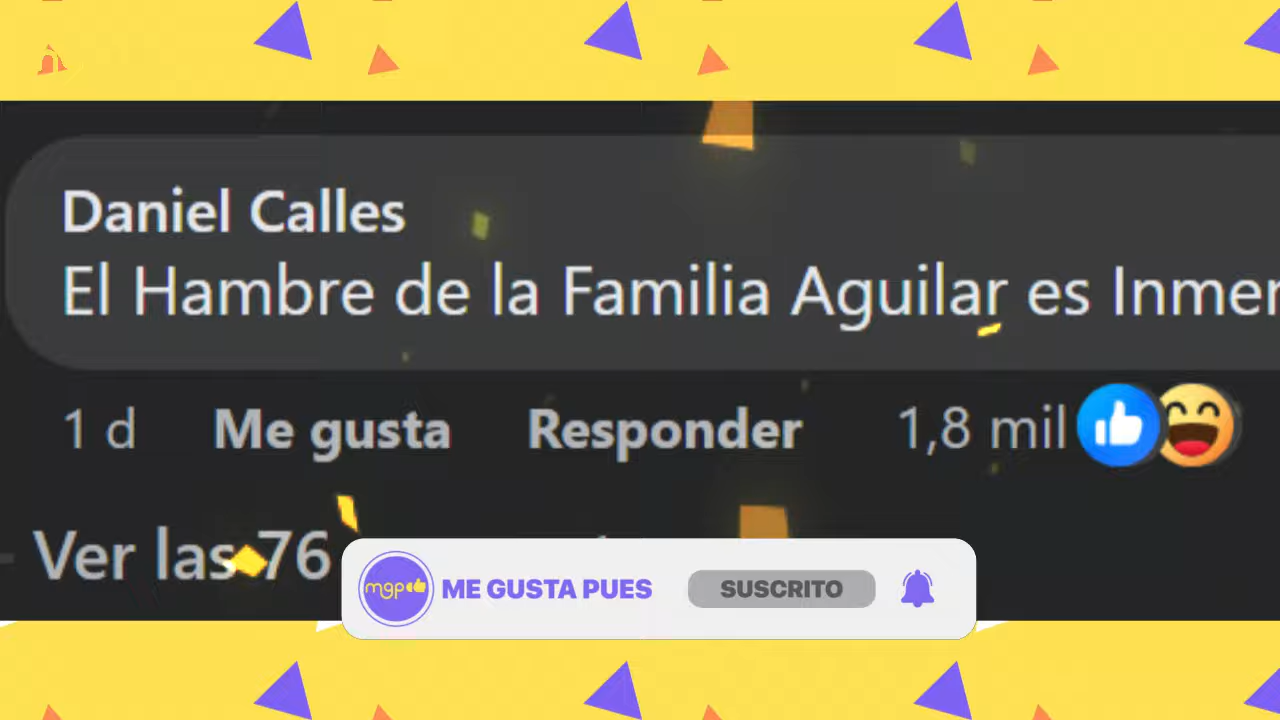 Daniel Calles
El Hambre de la Familia Aguilar es
1 d Me gusta Responder 1,8 mil
Ver las 76
mgp ME GUSTA PUES SUSCRITO